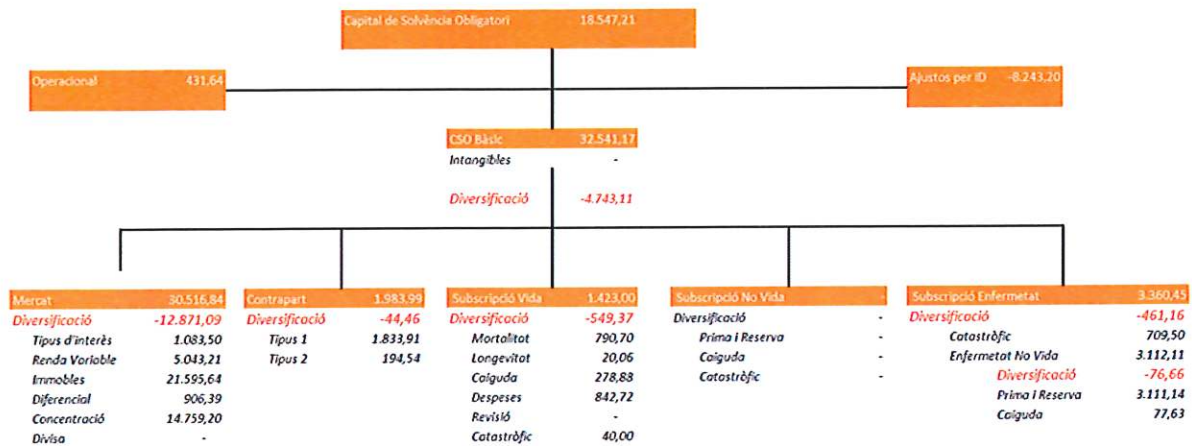 Capital de Solvència Obligatori 18.547,21
Operacional 431,64
Ajustos per ID -8.243,20
CSO Bàsic 32.541,17
Intangibles -
Diversificació -4.743,11
Mercat 30.516,84
Diversificació -12.871,09
Tipus d'interès 1.083,50
Renda Variable 5.043,21
Immobles 21.595,64
Diferencial 906,39
Concentració 14.759,20
Divisa -
Contrapart 1.983,99
Diversificació -44,46
Tipus 1 1.833,91
Tipus 2 194,54
Subscripció Vida 1.423,00
Diversificació -549,37
Mortalitat 790,70
Longevitat 20,06
Caiguda 278,88
Despeses 842,72
Revisió -
Catastròfic 40,00
Subscripció No Vida -
Diversificació -
Prima i Reserva -
Caiguda -
Catastròfic -
Subscripció Enfermetat 3.360,45
Diversificació -461,16
Catastròfic 709,50
Enfermetat No Vida 3.112,11
Diversificació -76,66
Prima i Reserva 3.111,14
Caiguda 77,63